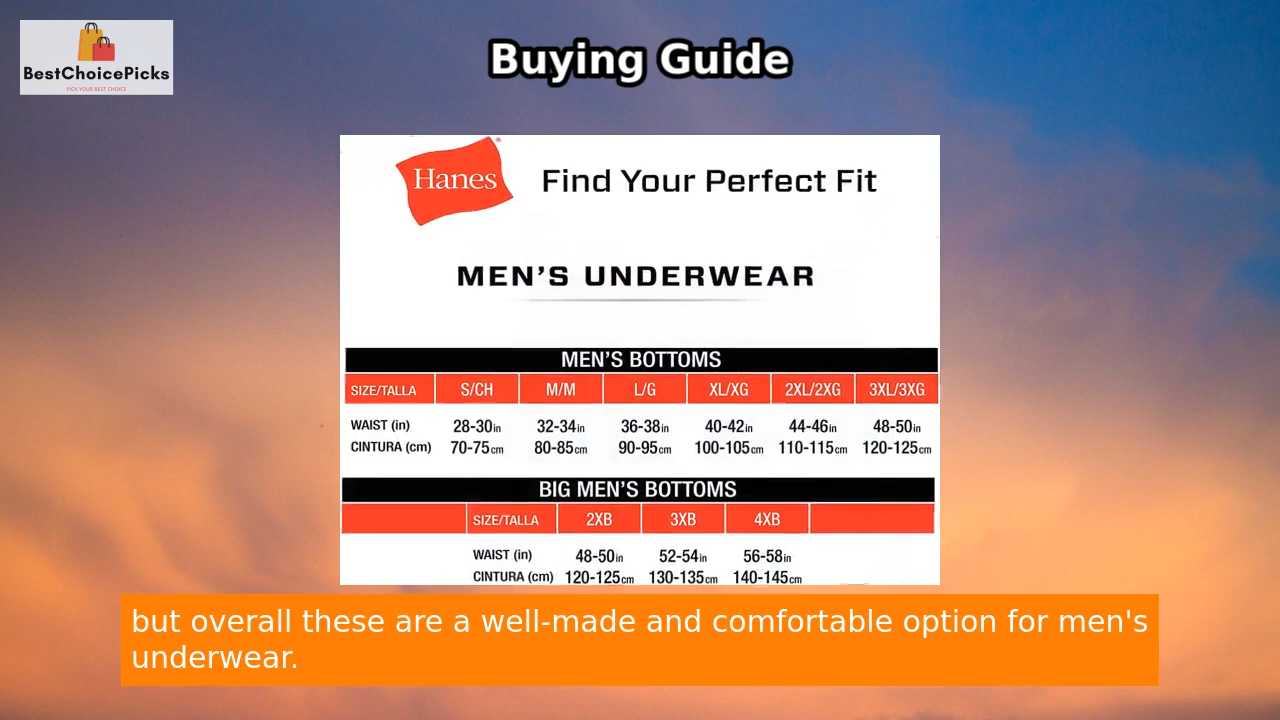 BestChoicePicks
PICK YOUR BEST CHOICE
Buying Guide
Hanes
Find Your Perfect Fit
MEN'S UNDERWEAR
MEN'S BOTTOMS
SIZE/TALLA S/CH M/M L/G XL/XG 2XL/2XG 3XL/3XG
WAIST (in) 28-30in 32-34in 36-38in 40-42in 44-46in 48-50in
CINTURA (cm) 70-75cm 80-85cm 90-95cm 100-105cm 110-115cm 120-125cm
BIG MEN'S BOTTOMS
SIZE/TALLA 2XB 3XB 4XB
WAIST (in) 48-50in 52-54in 56-58in
CINTURA (cm) 120-125cm 130-135cm 140-145cm
but overall these are a well-made and comfortable option for men's
underwear.